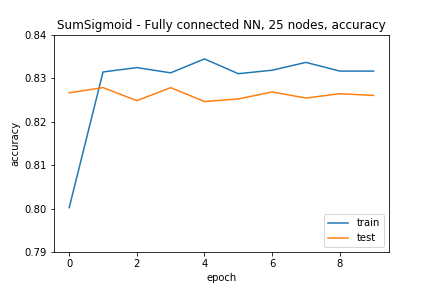 SumSigmoid - Fully connected NN, 25 nodes, accuracy
0.84
0.83
0.82
0.81
0.80
0.79
accuracy
0
2
4
6
8
epoch
train
test